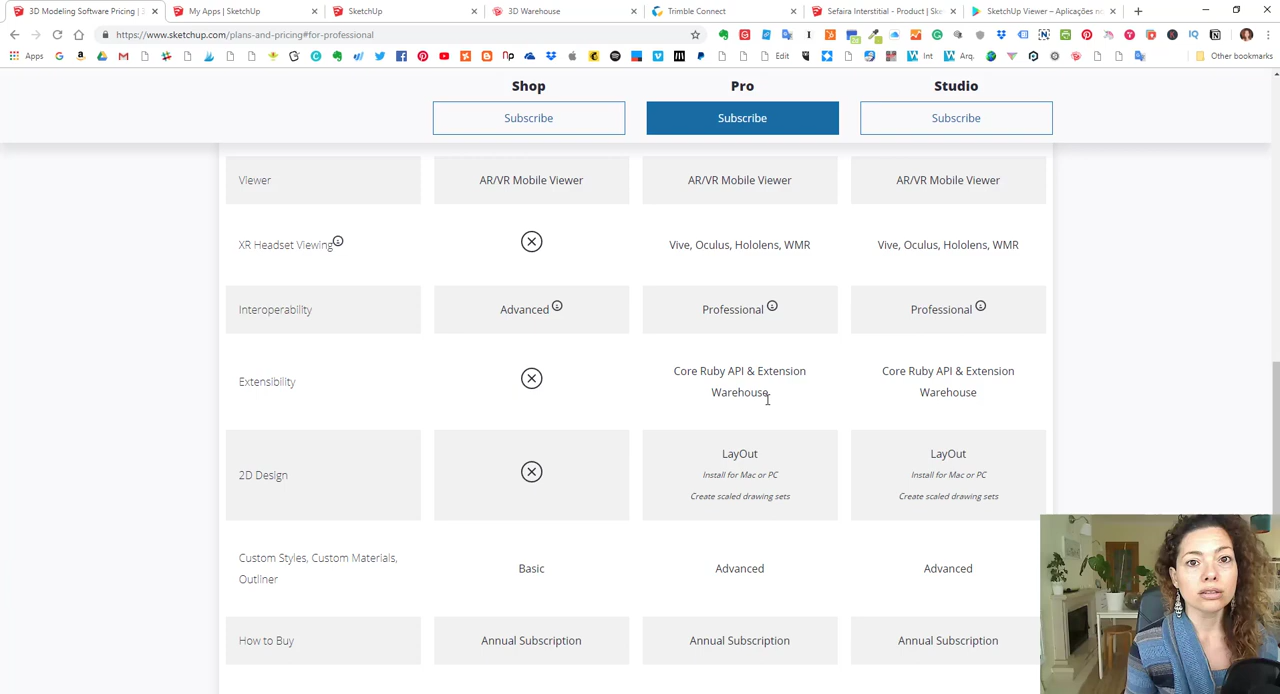 3D Modeling Software Pricing | 3
My Apps | SketchUp
SketchUp
3D Warehouse
Trimble Connect
Sefaira Interstitial - Product | Ske
SketchUp Viewer – Aplicações no
https://www.sketchup.com/plans-and-pricing#for-professional
Apps
Edit
Int
Arq.
Other bookmarks
Shop
Pro
Studio
Subscribe
Subscribe
Subscribe
Viewer
AR/VR Mobile Viewer
AR/VR Mobile Viewer
AR/VR Mobile Viewer
XR Headset Viewing
Vive, Oculus, Hololens, WMR
Vive, Oculus, Hololens, WMR
Interoperability
Advanced
Professional
Professional
Extensibility
Core Ruby API & Extension
Warehouse
Core Ruby API & Extension
Warehouse
2D Design
LayOut
Install for Mac or PC
Create scaled drawing sets
LayOut
Install for Mac or PC
Create scaled drawing sets
Custom Styles, Custom Materials,
Outliner
Basic
Advanced
Advanced
How to Buy
Annual Subscription
Annual Subscription
Annual Subscription